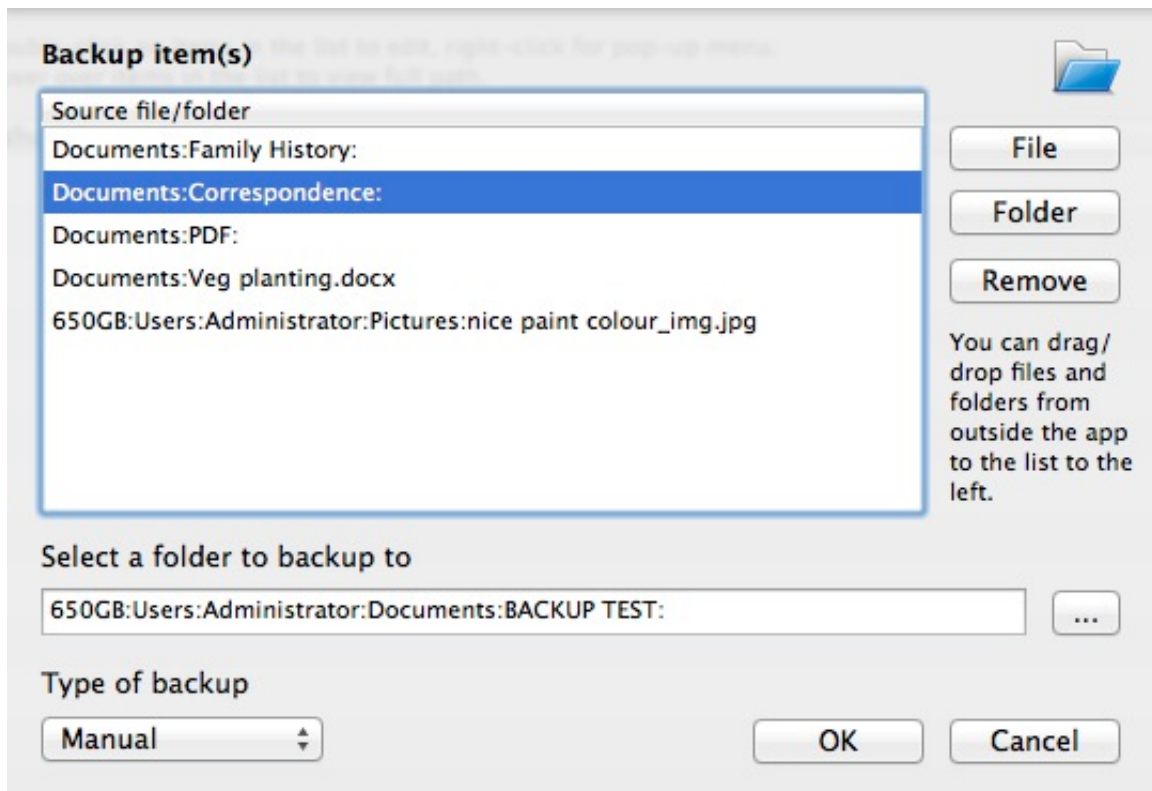 Backup item(s)
Source file/folder
Documents:Family History:
Documents:Correspondence:
Documents:PDF:
Documents:Veg planting.docx
650GB:Users:Administrator:Pictures:nice paint colour_img.jpg
File
Folder
Remove
You can drag/
drop files and
folders from
outside the app
to the list to the
left.
Select a folder to backup to
650GB:Users:Administrator:Documents:BACKUP TEST:
...
Type of backup
Manual
OK
Cancel